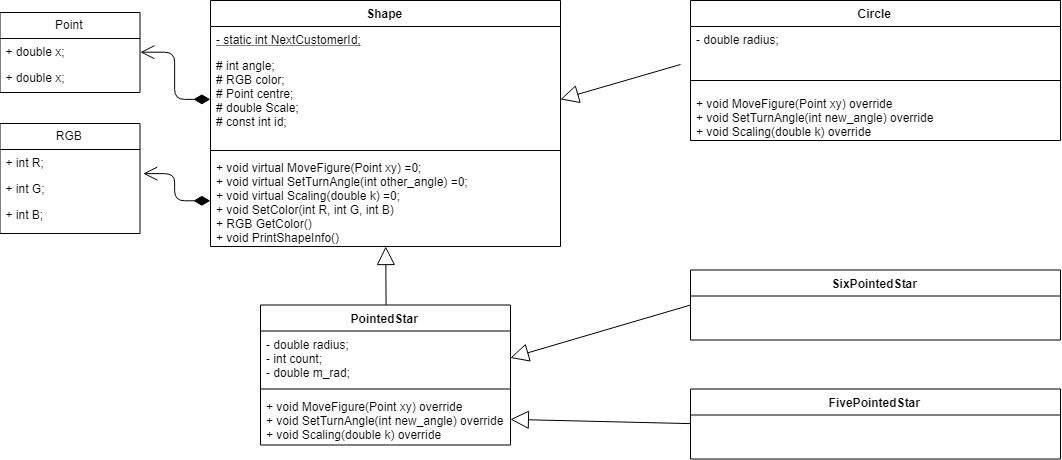 Point
+ double x;
+ double x;
RGB
+ int R;
+ int G;
+ int B;
Shape
- static int NextCustomerId;
# int angle;
# RGB color;
# Point centre;
# double Scale;
# const int id;
+ void virtual MoveFigure(Point xy) =0;
+ void virtual SetTurnAngle(int other_angle) =0;
+ void virtual Scaling(double k) =0;
+ void SetColor(int R, int G, int B)
+ RGB GetColor()
+ void PrintShapeInfo()
Circle
- double radius;
+ void MoveFigure(Point xy) override
+ void SetTurnAngle(int new_angle) override
+ void Scaling(double k) override
PointedStar
- double radius;
- int count;
- double m_rad;
+ void MoveFigure(Point xy) override
+ void SetTurnAngle(int new_angle) override
+ void Scaling(double k) override
SixPointedStar
FivePointedStar